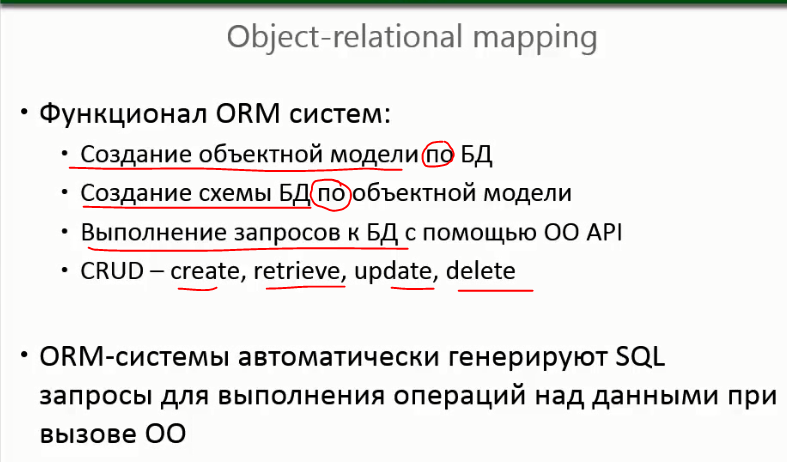 Object-relational mapping
• Функционал ORM систем:
• Создание объектной модели по БД
• Создание схемы БД по объектной модели
• Выполнение запросов к БД с помощью ОО API
• CRUD – create, retrieve, update, delete
• ORM-системы автоматически генерируют SQL
запросы для выполнения операций над данными при
вызове ОО